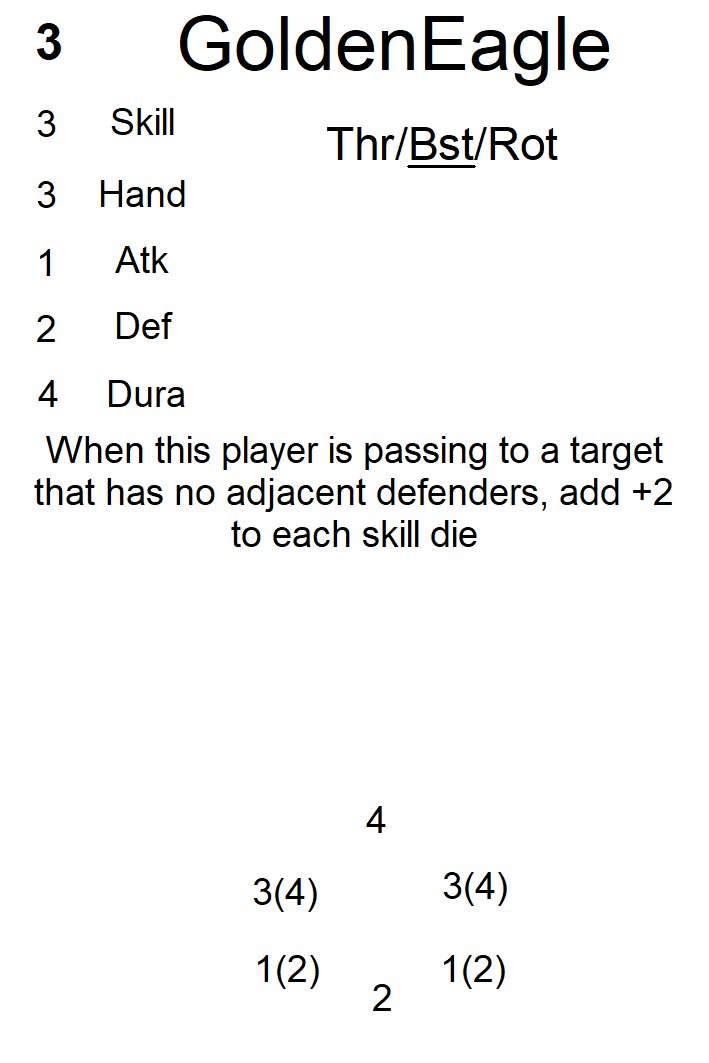 3 GoldenEagle
3 Skill
Thr/Bst/Rot
3 Hand
1 Atk
2 Def
4 Dura
When this player is passing to a target
that has no adjacent defenders, add +2
to each skill die
4
3(4) 3(4)
1(2) 1(2)
2